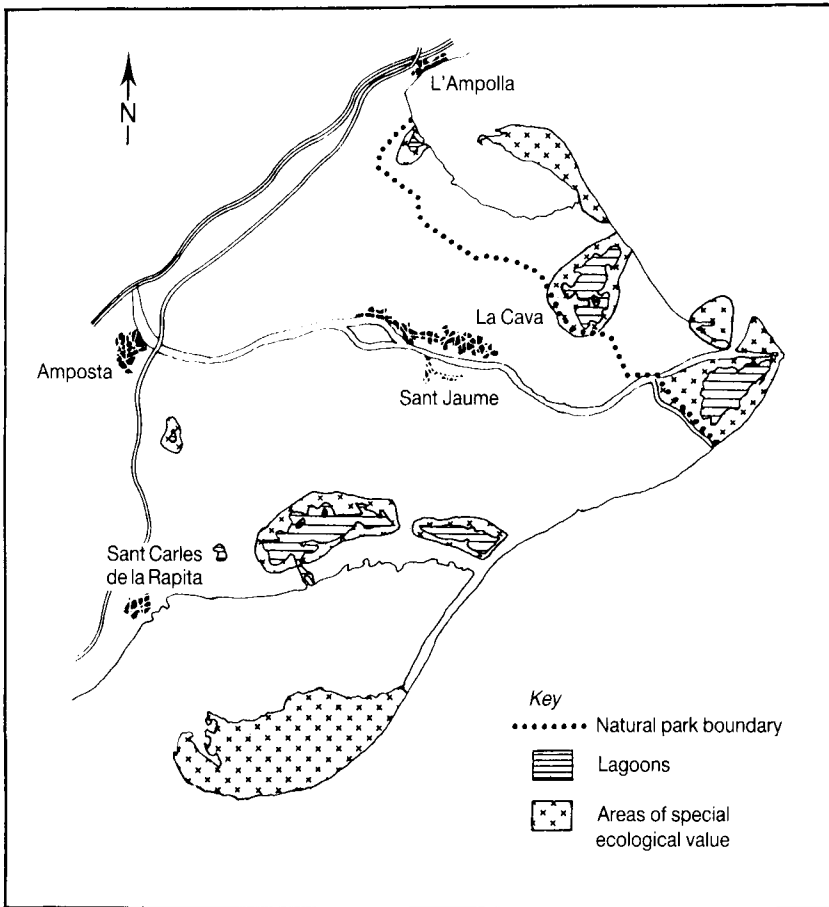 N
L'Ampolla
La Cava
Amposta
Sant Jaume
Sant Carles
de la Rapita
Key
Natural park boundary
Lagoons
Areas of special
ecological value